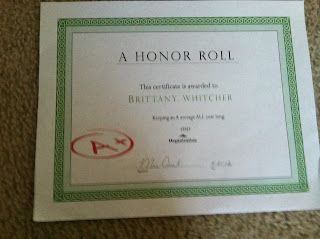 A HONOR ROLL
This certificate is awarded to
BRITTANY WHITCHER
Keeping an A average ALL year long
A+